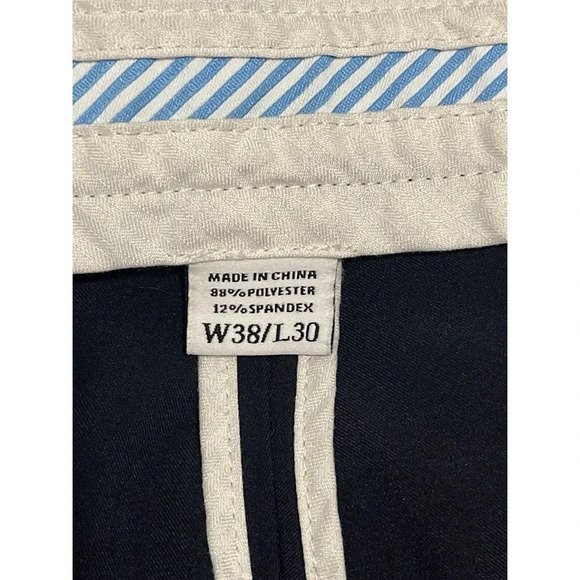 MADE IN CHINA
88%POLYESTER
12%SPANDEX
W38/L30